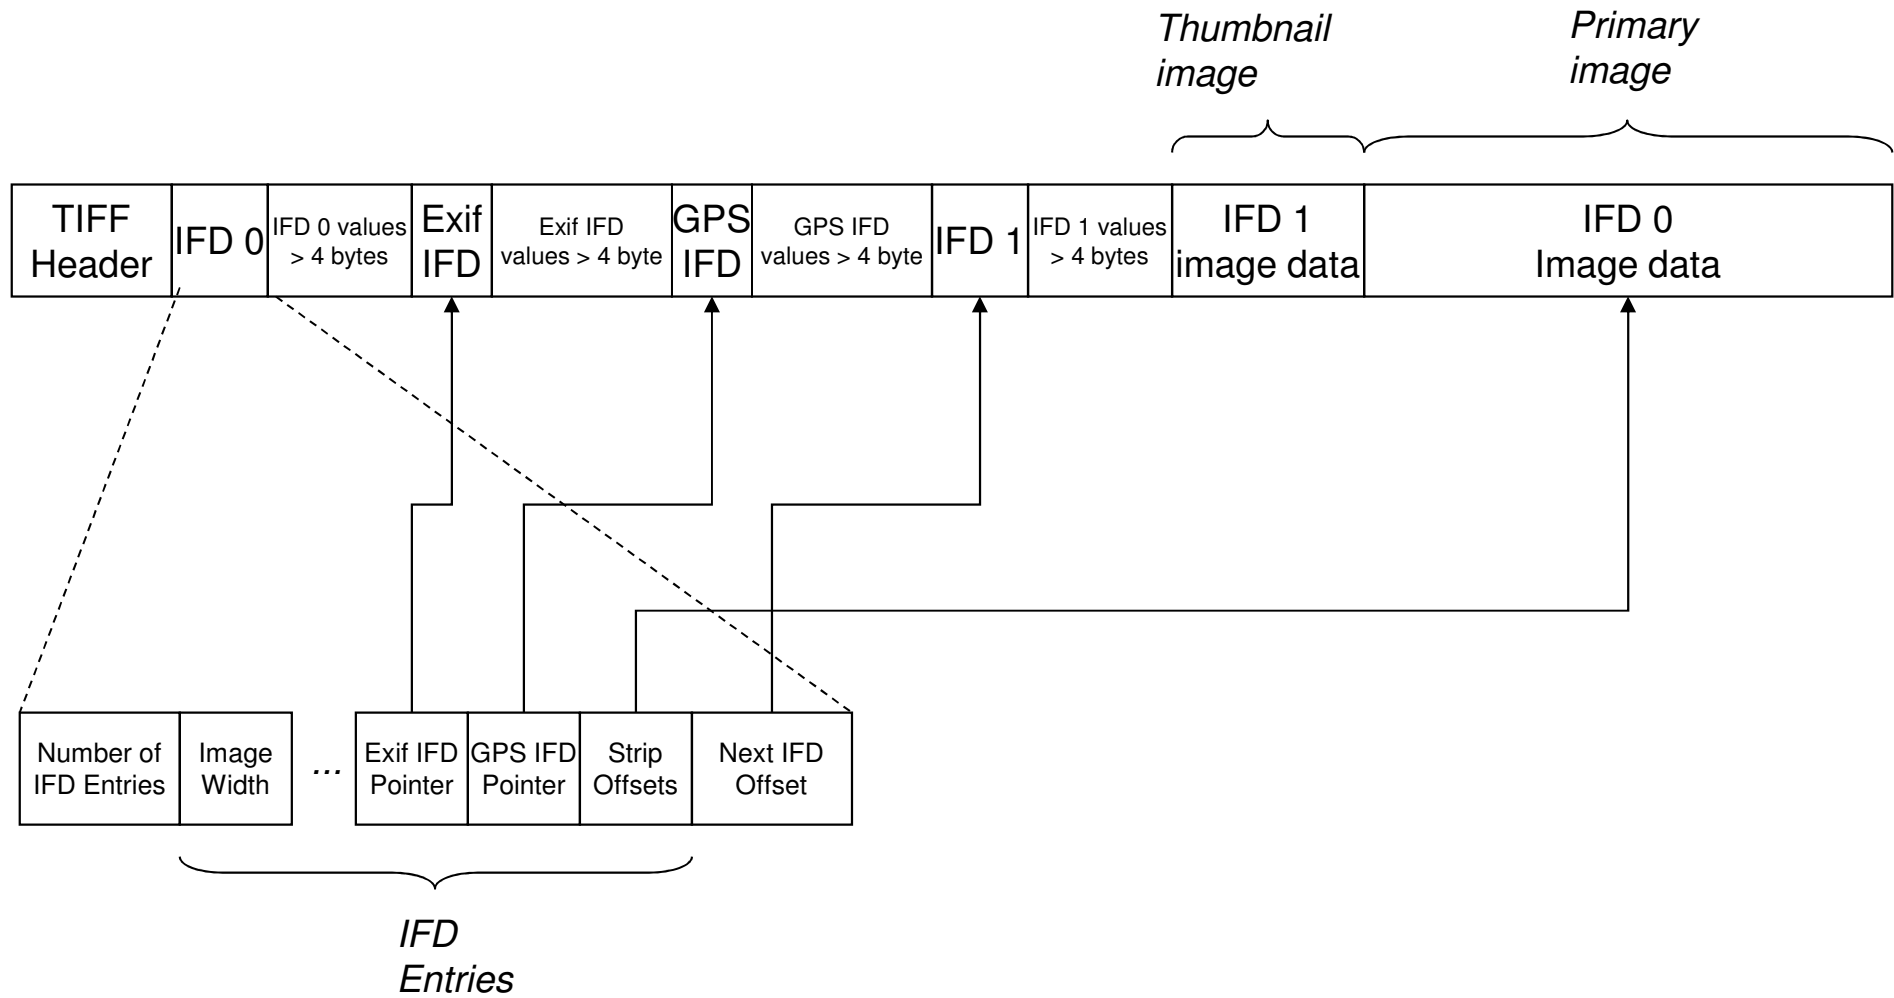 Thumbnail
image
Primary
image
TIFF
Header
IFD 0
IFD 0 values
> 4 bytes
Exif
IFD
Exif IFD
values > 4 byte
GPS
IFD
GPS IFD
values > 4 byte
IFD 1
IFD 1 values
> 4 bytes
IFD 1
image data
IFD 0
Image data
Number of
IFD Entries
Image
Width
...
Exif IFD
Pointer
GPS IFD
Pointer
Strip
Offsets
Next IFD
Offset
IFD
Entries